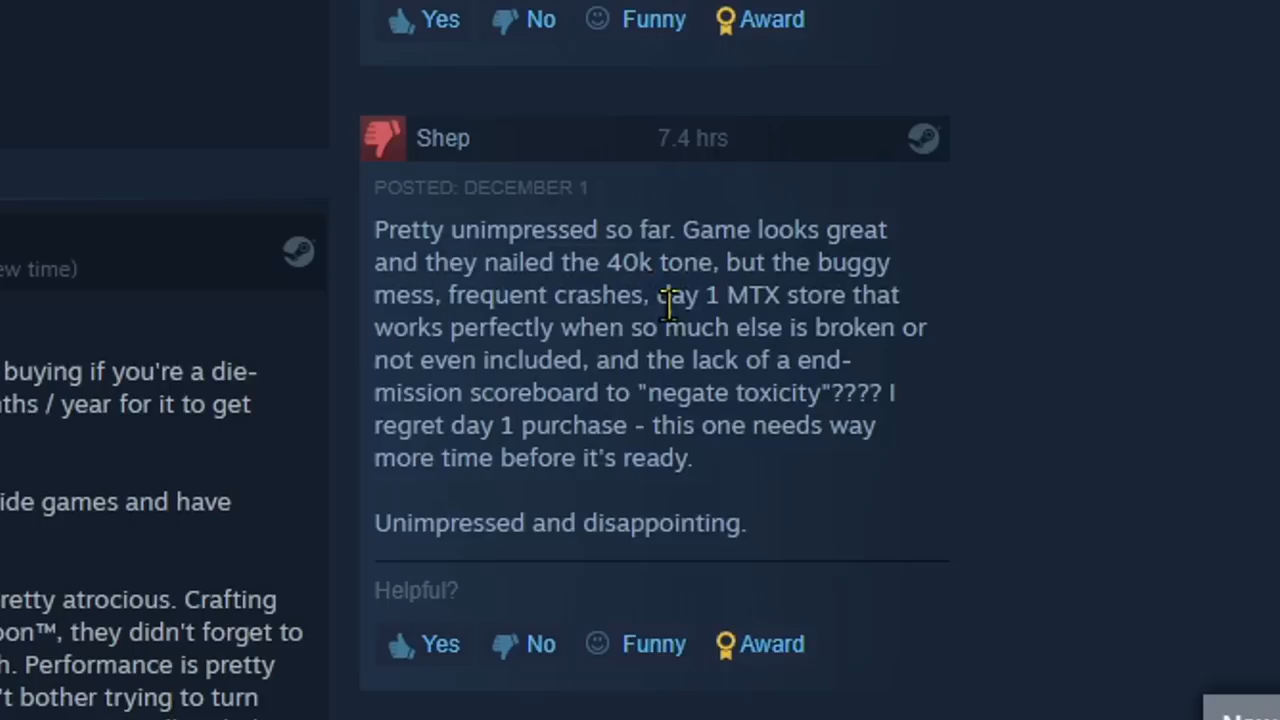 Yes No Funny Award
Shep 7.4 hrs
POSTED: DECEMBER 1
Pretty unimpressed so far. Game looks great
and they nailed the 40k tone, but the buggy
mess, frequent crashes, day 1 MTX store that
works perfectly when so much else is broken or
not even included, and the lack of a end-
mission scoreboard to "negate toxicity"???? I
regret day 1 purchase - this one needs way
more time before it's ready.
Unimpressed and disappointing.
Helpful?
Yes No Funny Award
time)
buying if you're a die-
/ year for it to get
games and have
atrocious. Crafting
they didn't forget to
Performance is pretty
bother trying to turn